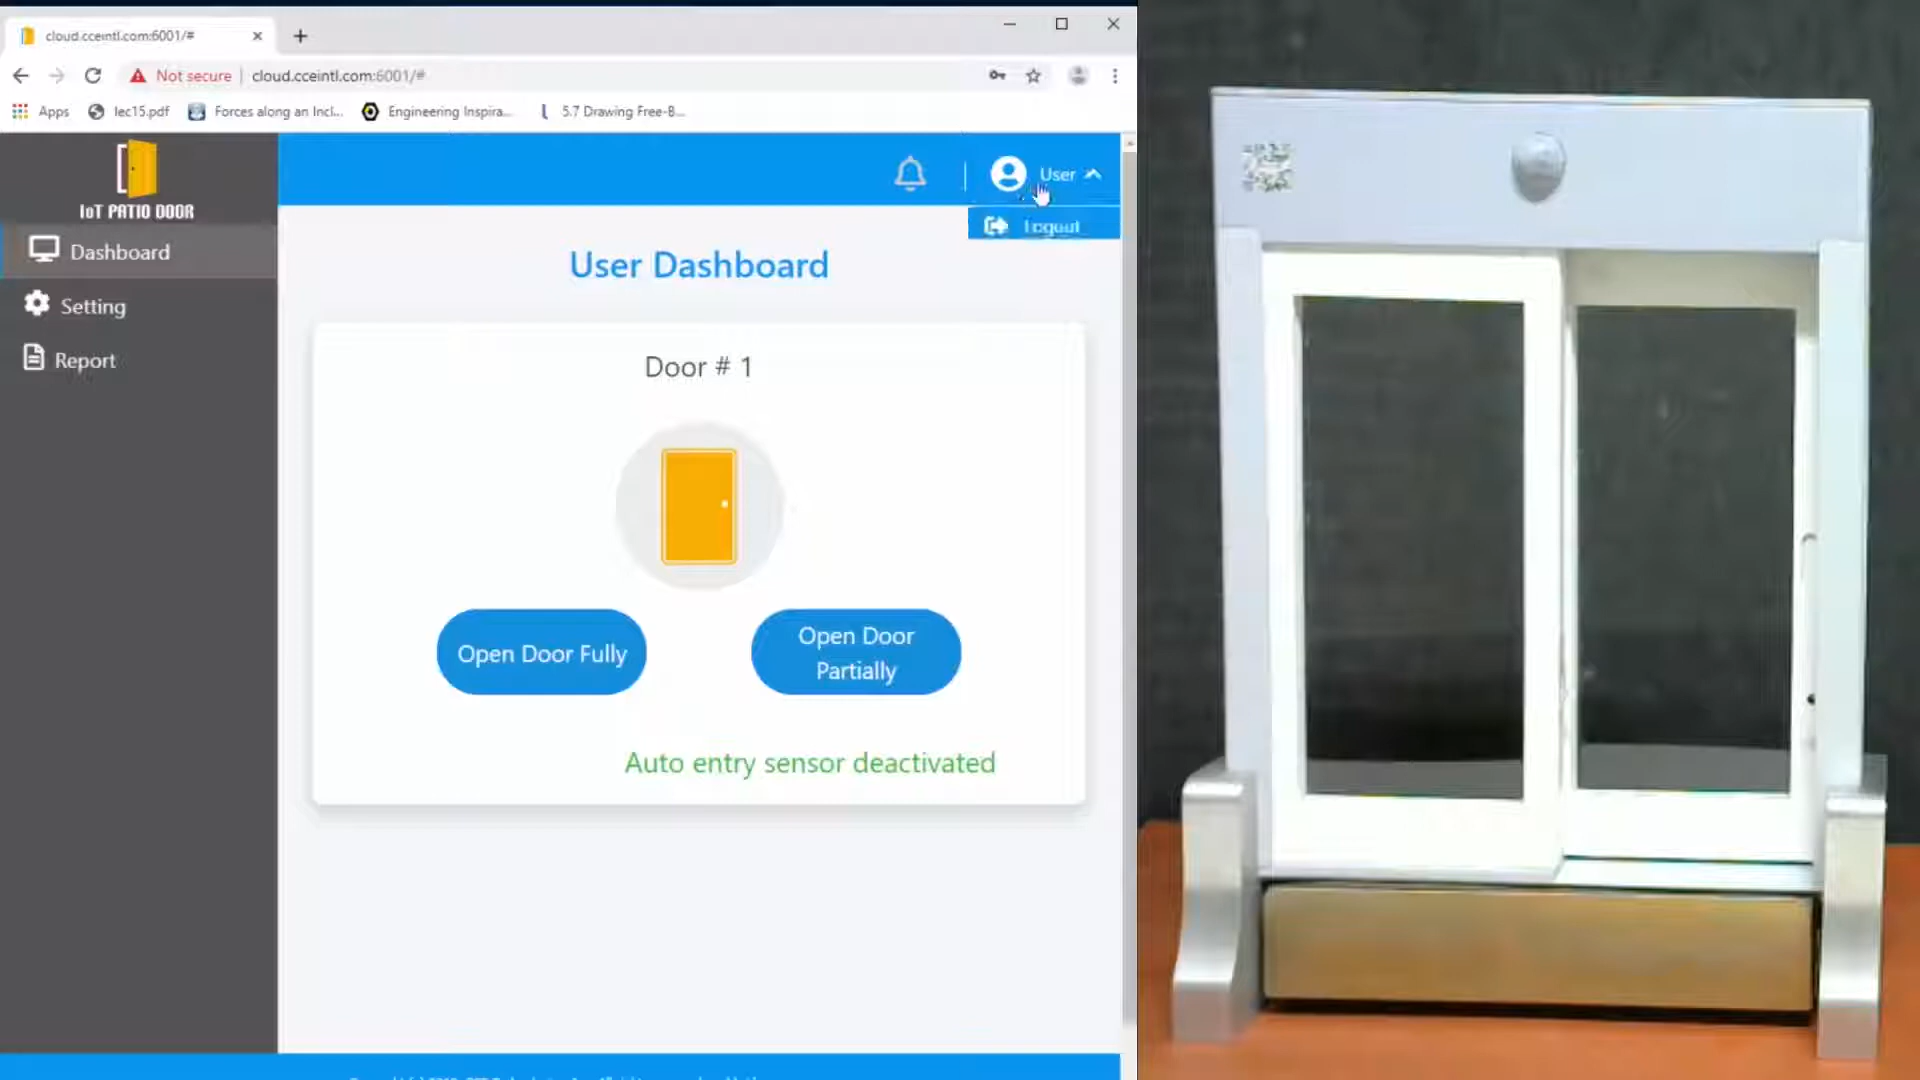 cloud.cceintl.com:6001/#
Not secure
cloud.cceintl.com:6001/#
Apps
lec15.pdf
Forces along an Incl...
Engineering Inspira...
5.7 Drawing Free-B...
IoT PATIO DOOR
User
Logout
Dashboard
Setting
Report
User Dashboard
Door # 1
Open Door Fully
Open Door
Partially
Auto entry sensor deactivated